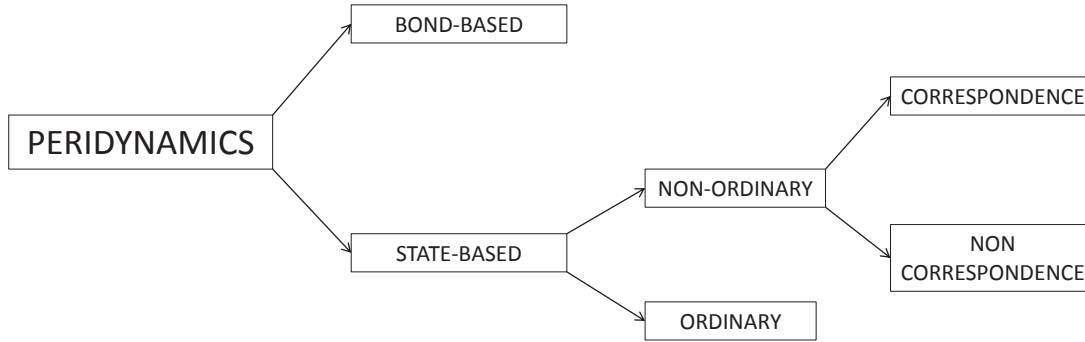 BOND-BASED
CORRESPONDENCE
PERIDYNAMICS
NON-ORDINARY
STATE-BASED
NON
CORRESPONDENCE
ORDINARY